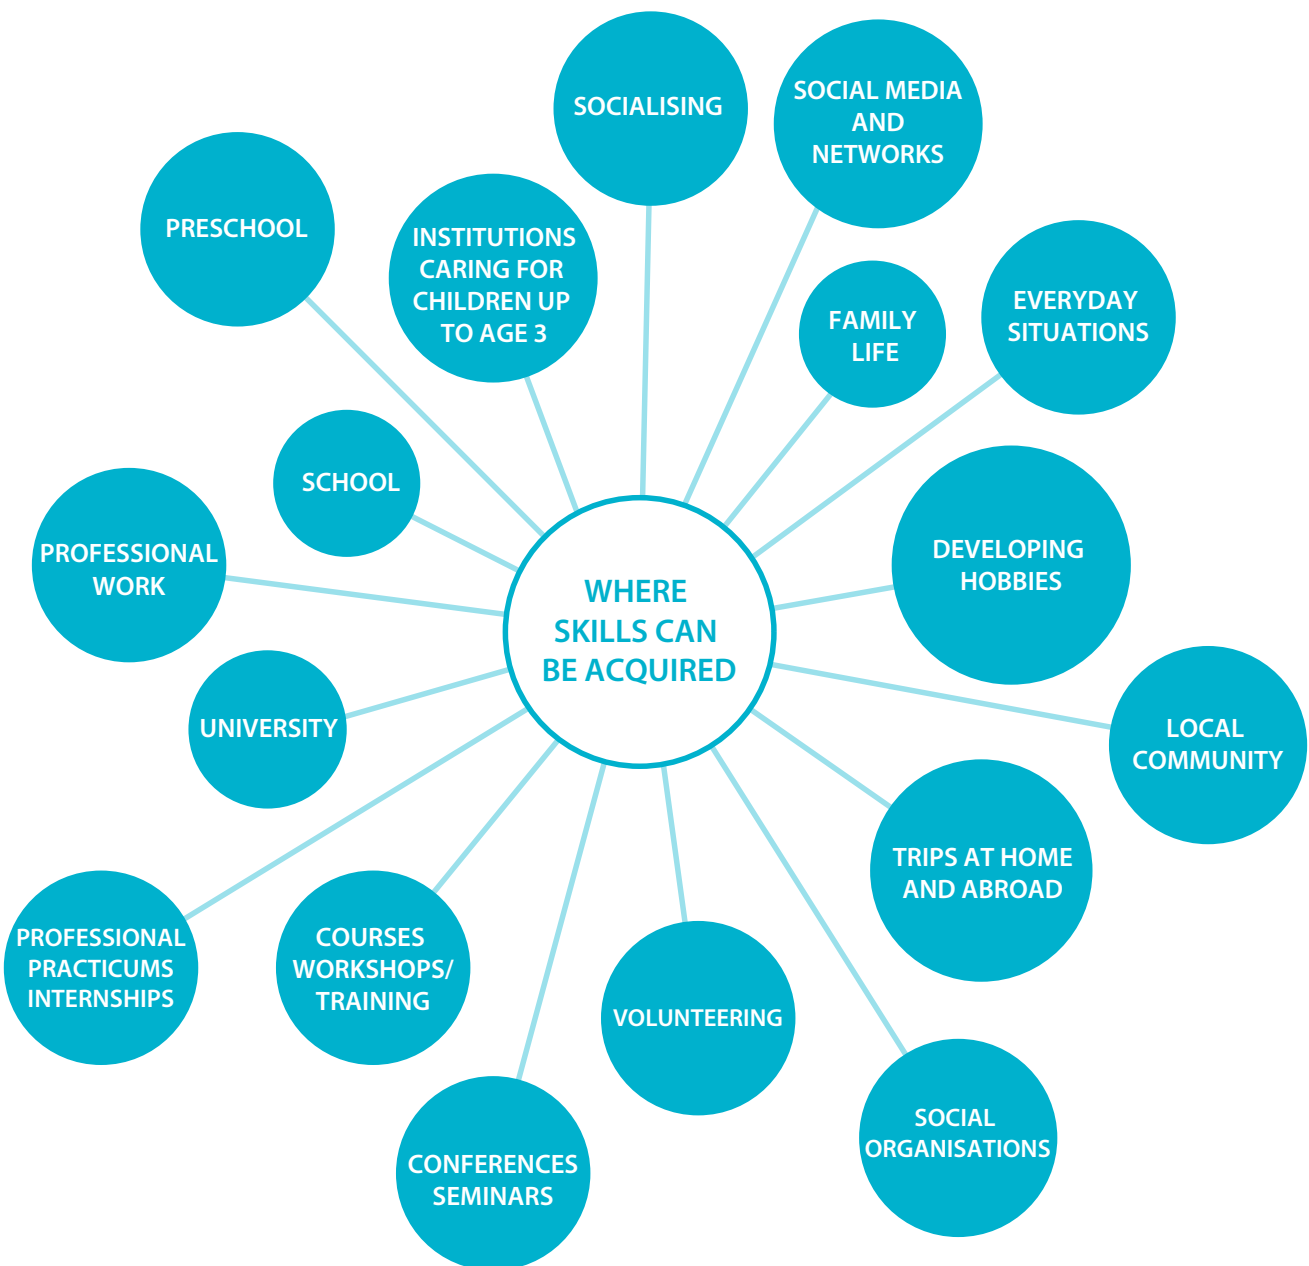 SOCIALISING
SOCIAL MEDIA
AND
NETWORKS
PRESCHOOL
INSTITUTIONS
CARING FOR
CHILDREN UP
TO AGE 3
FAMILY
LIFE
EVERYDAY
SITUATIONS
SCHOOL
PROFESSIONAL
WORK
DEVELOPING
HOBBIES
WHERE
SKILLS CAN
BE ACQUIRED
UNIVERSITY
LOCAL
COMMUNITY
TRIPS AT HOME
AND ABROAD
PROFESSIONAL
PRACTICUMS
INTERNSHIPS
COURSES
WORKSHOPS/
TRAINING
VOLUNTEERING
SOCIAL
ORGANISATIONS
CONFERENCES
SEMINARS